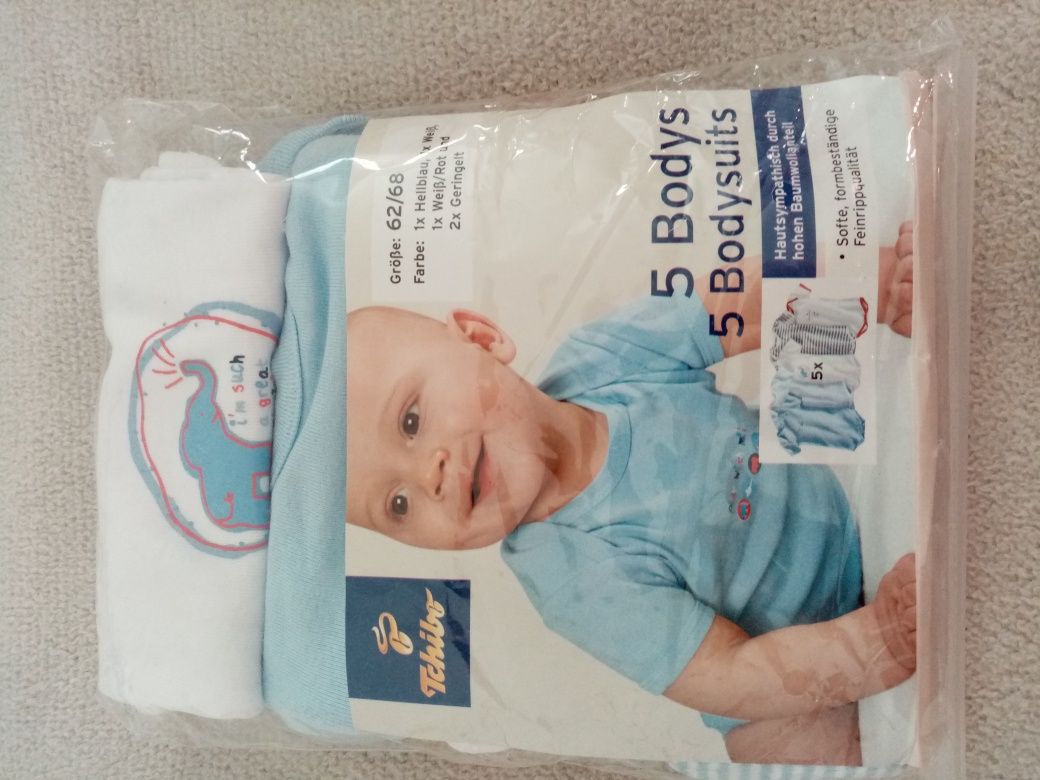 Tchibo
Größe: 62/68
Farbe: 1x Hellblau, 1x Weiß,
1x Weiß/Rot und
2x Geringelt
5 Bodys
5 Bodysuits
Hautsympathisch durch
hohen Baumwollanteil
• Softe, formbeständige
Feinrippqualität
5x
i'm such
a great